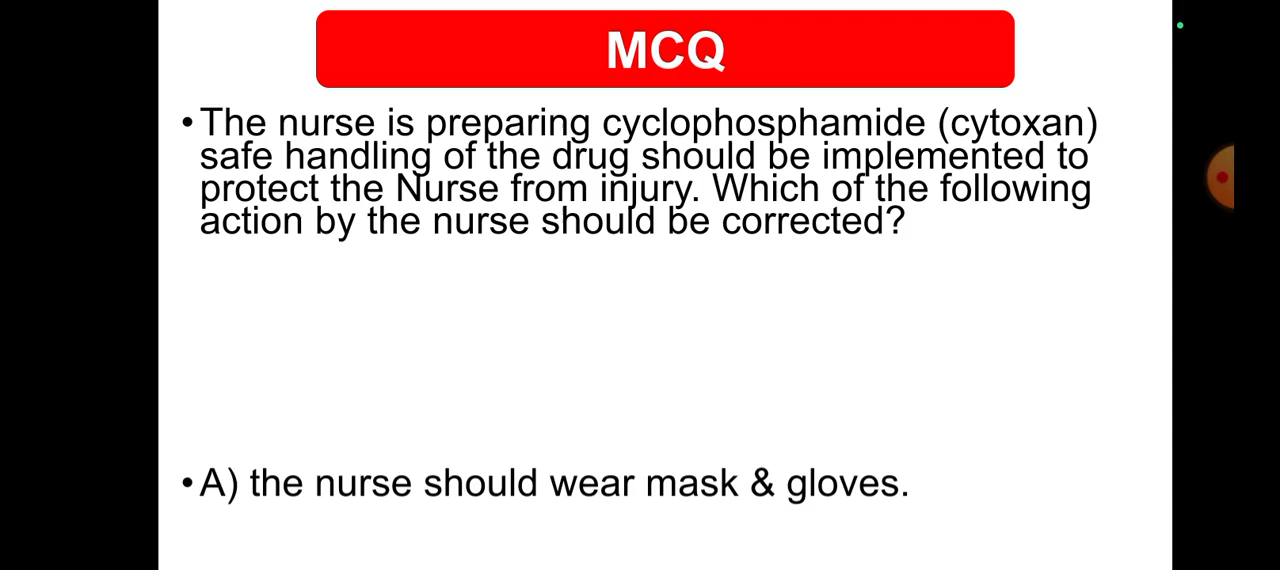 MCQ
•The nurse is preparing cyclophosphamide (cytoxan)
safe handling of the drug should be implemented to
protect the Nurse from injury. Which of the following
action by the nurse should be corrected?
•A) the nurse should wear mask & gloves.